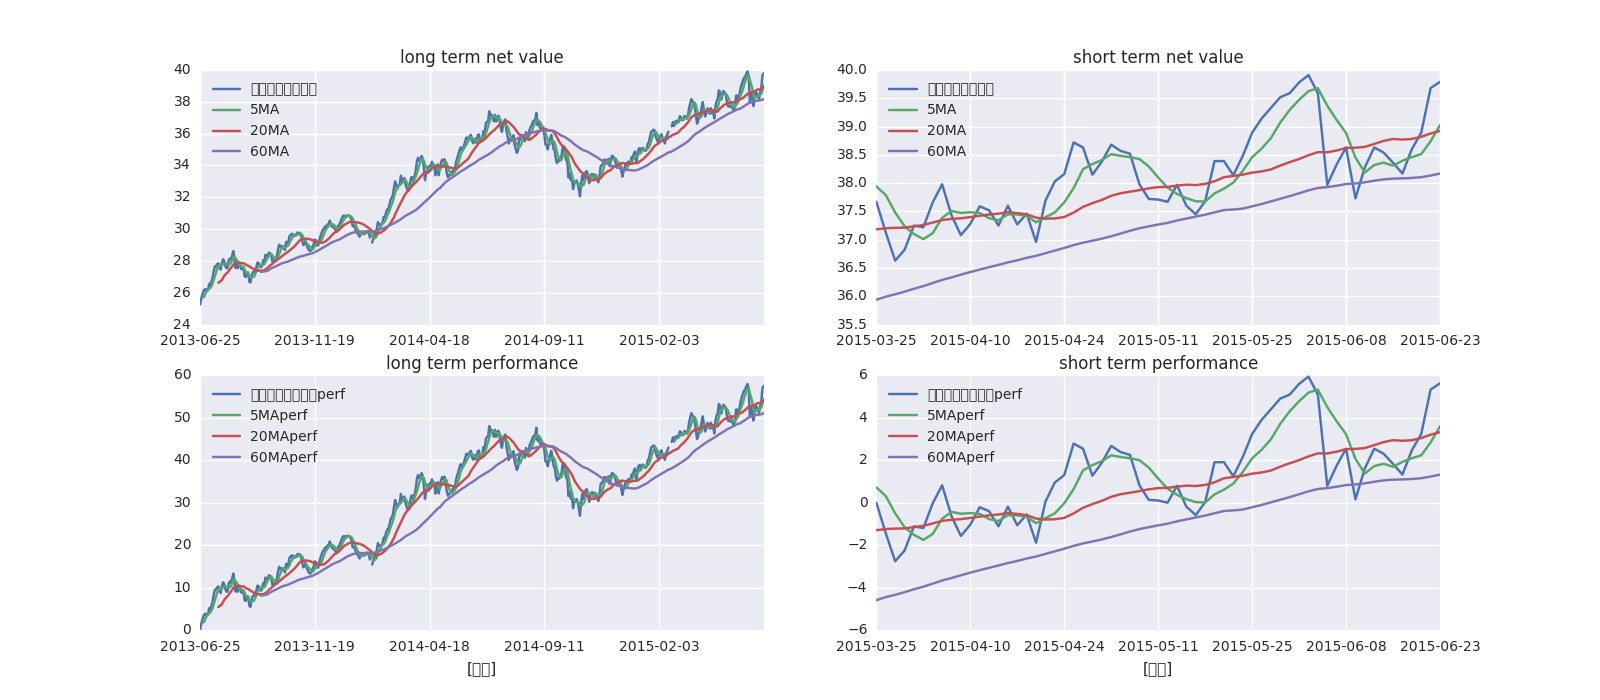 long term net value
40
38
36
34
32
30
28
26
24
5MA
20MA
60MA
2013-06-25 2013-11-19 2014-04-18 2014-09-11 2015-02-03
short term net value
40.0
39.5
39.0
38.5
38.0
37.5
37.0
36.5
36.0
35.5
5MA
20MA
60MA
2015-03-25 2015-04-10 2015-04-24 2015-05-11 2015-05-25 2015-06-08 2015-06-23
long term performance
60
50
40
30
20
10
0
perf
5MAperf
20MAperf
60MAperf
2013-06-25 2013-11-19 2014-04-18 2014-09-11 2015-02-03
short term performance
6
4
2
0
−2
−4
−6
perf
5MAperf
20MAperf
60MAperf
2015-03-25 2015-04-10 2015-04-24 2015-05-11 2015-05-25 2015-06-08 2015-06-23